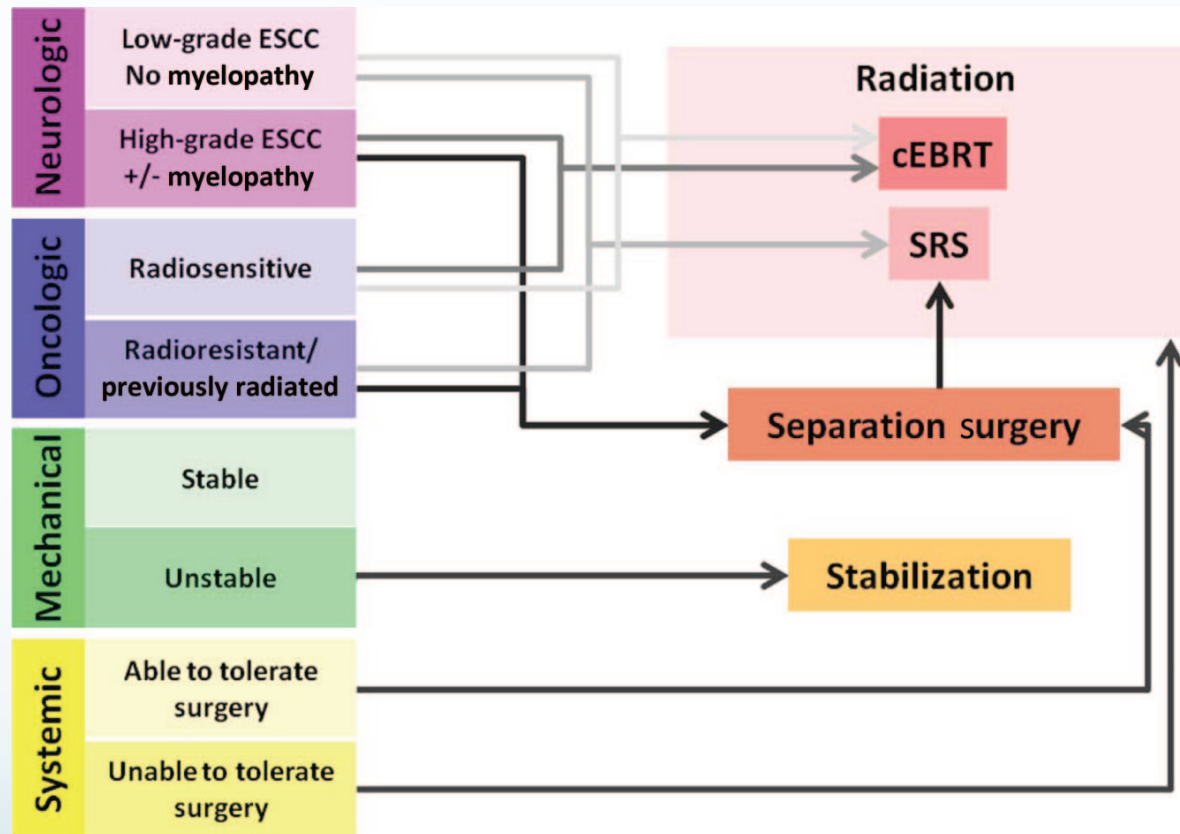 Neurologic
Low-grade ESCC
No myelopathy
High-grade ESCC
+/- myelopathy
Oncologic
Radiosensitive
Radioresistant/
previously radiated
Mechanical
Stable
Unstable
Systemic
Able to tolerate
surgery
Unable to tolerate
surgery
Radiation
cEBRT
SRS
Separation surgery
Stabilization